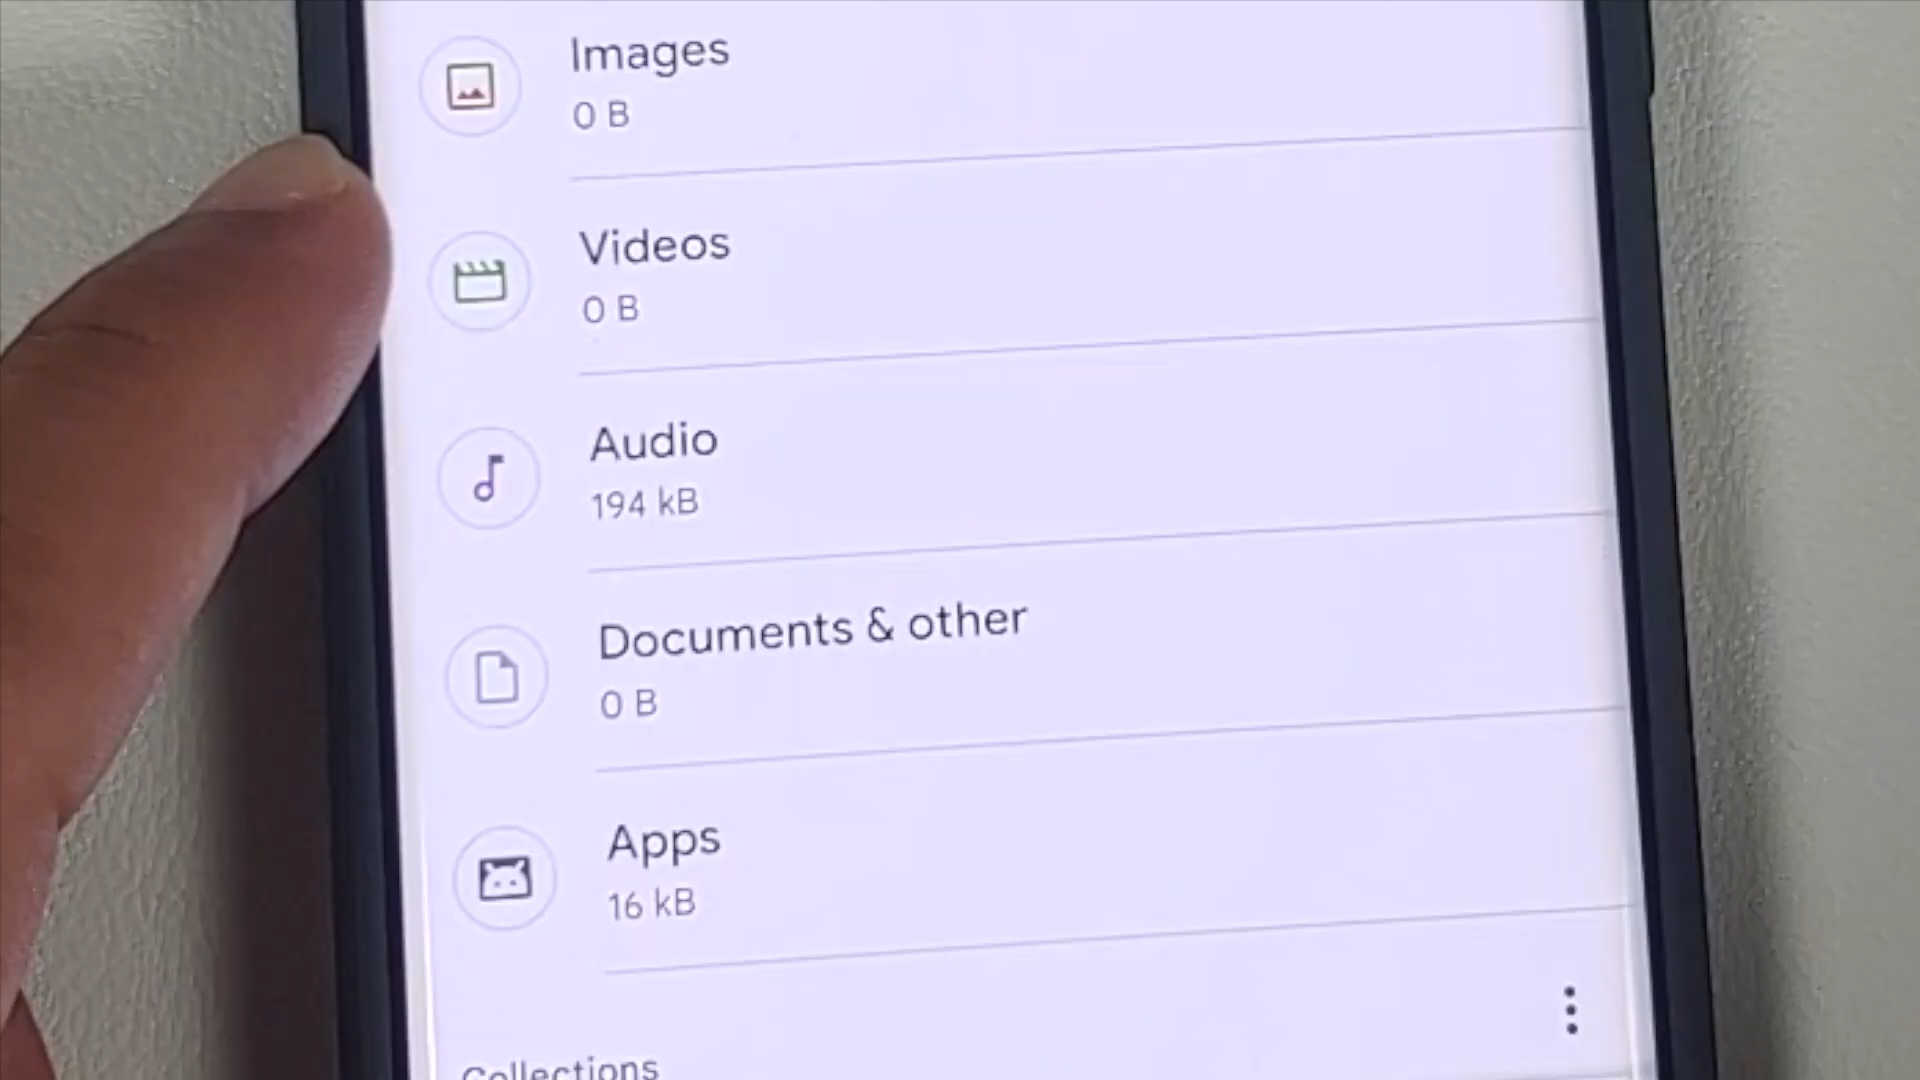 Images
0 B
Videos
0 B
Audio
194 kB
Documents & other
0 B
Apps
16 kB
Collections